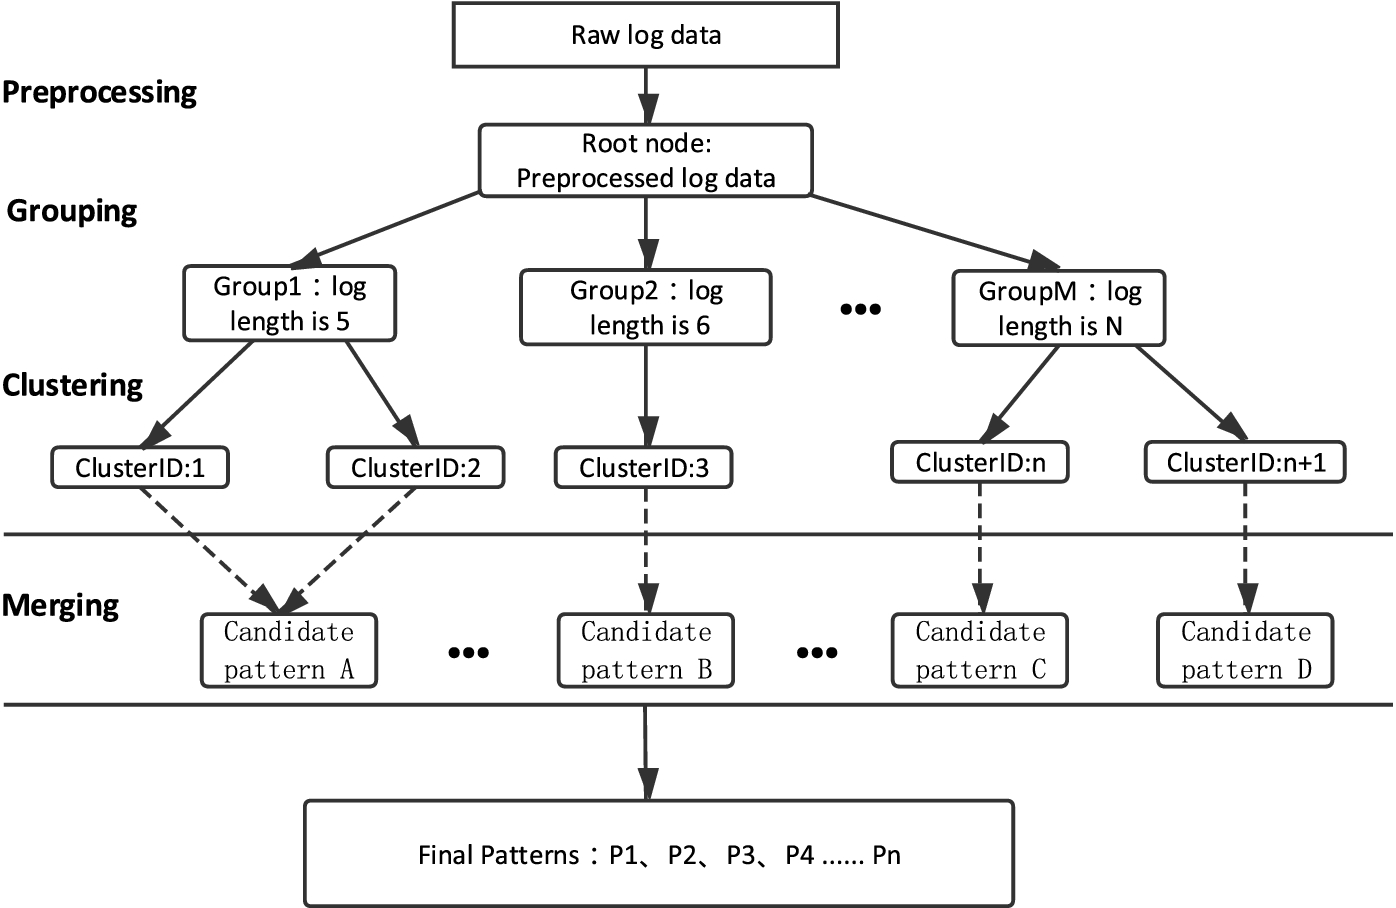 Raw log data
Preprocessing
Root node:
Preprocessed log data
Grouping
Group1：log
length is 5
Group2：log
length is 6
•••
GroupM：log
length is N
Clustering
ClusterID:1
ClusterID:2
ClusterID:3
ClusterID:n
ClusterID:n+1
Merging
Candidate
pattern A
•••
Candidate
pattern B
•••
Candidate
pattern C
Candidate
pattern D
Final Patterns：P1、P2、P3、P4 ...... Pn